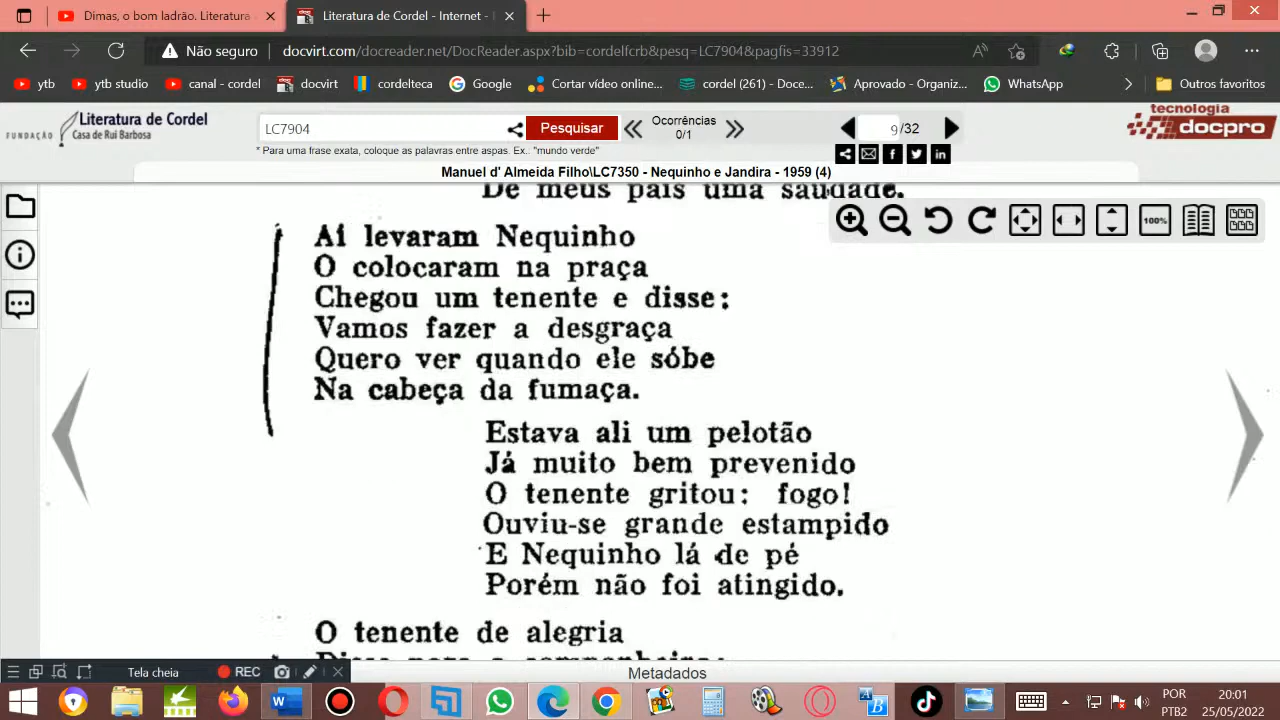 Dimas, o bom ladrão. Literatura
Literatura de Cordel - Internet -
Não seguro
docvirt.com/docreader.net/DocReader.aspx?bib=cordelfcrb&pesq=LC7904&pagfis=33912
ytb
ytb studio
canal - cordel
docvirt
cordelteca
Google
Cortar vídeo online...
cordel (261) - Doce...
Aprovado - Organiz...
WhatsApp
Outros favoritos
FUNDAÇÃO
Literatura de Cordel
Casa de Rui Barbosa
LC7904
Pesquisar
Ocorrências
0/1
9 /32
tecnologia
docpro
* Para uma frase exata, coloque as palavras entre aspas. Ex.. "mundo verde"
Manuel d' Almeida Filho\LC7350 - Nequinho e Jandira - 1959 (4)
De meus pais uma saudade.
100%
Ai levaram Nequinho
O colocaram na praça
Chegou um tenente e disse:
Vamos fazer a desgraça
Quero ver quando ele sóbe
Na cabeça da fumaça.
Estava ali um pelotão
Já muito bem prevenido
O tenente gritou: fogo!
Ouviu-se grande estampido
E Nequinho lá de pé
Porém não foi atingido.
O tenente de alegria
Tela cheia
REC
Metadados
POR
PTB2
20:01
25/05/2022